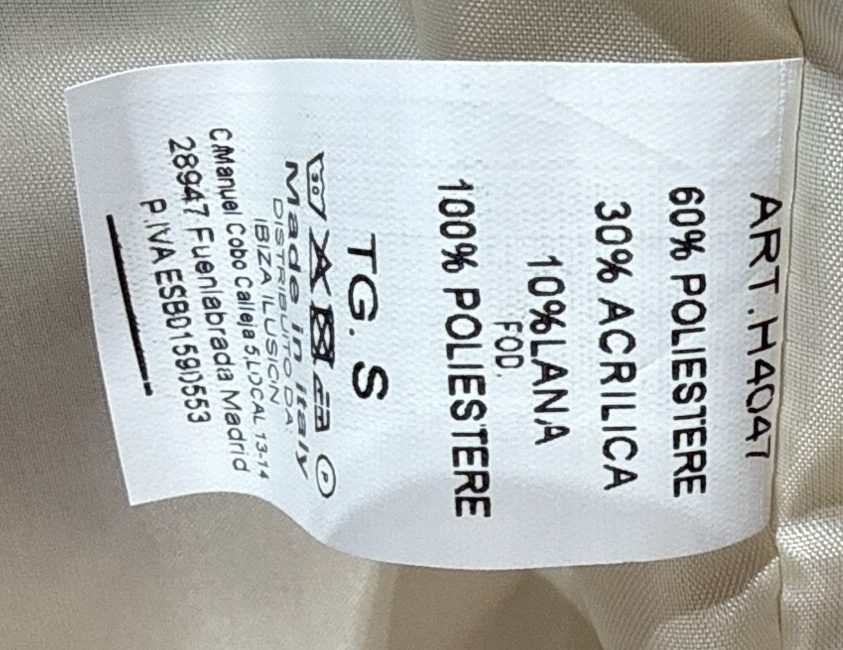 ART.H4047
60% POLIESTERE
30% ACRILICA
10%LANA
FOD.
100% POLIESTERE
TG. S
30 P
Made in italy
DISTRIBUITO DA
IBIZA ILUSION
C/Manuel Cobo Calleja 5,LOCAL 13-14
28947 Fuenlabrada Madrid
P.IVA ESB01590553